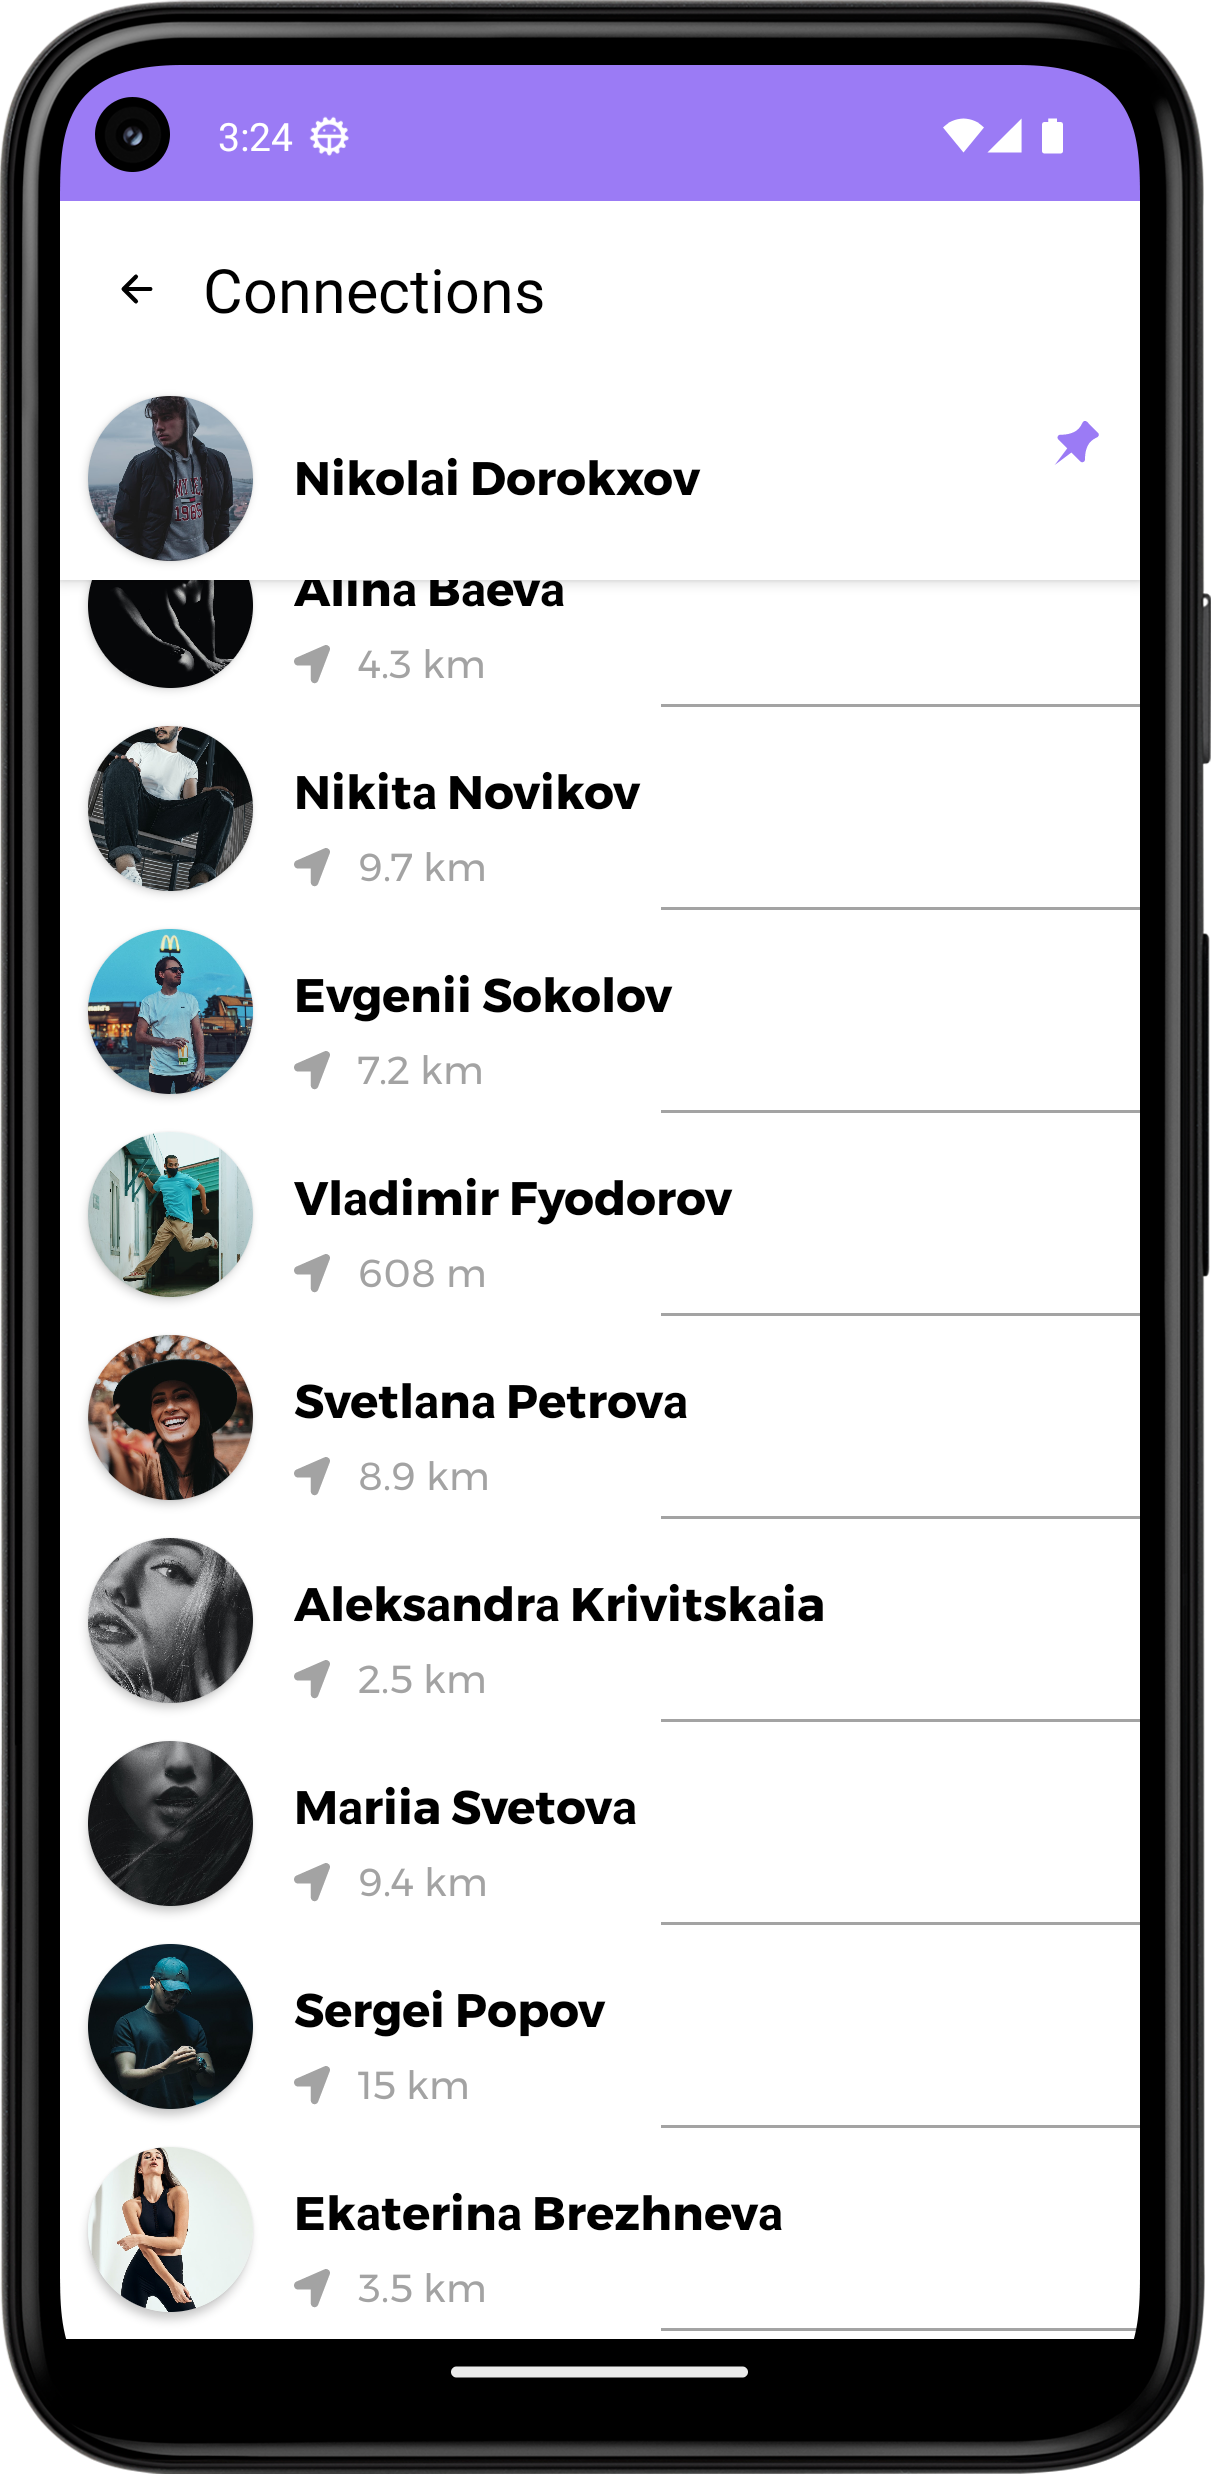 3:24
Connections
Nikolai Dorokxov
Alina Baeva
4.3 km
Nikita Novikov
9.7 km
Evgenii Sokolov
7.2 km
Vladimir Fyodorov
608 m
Svetlana Petrova
8.9 km
Aleksandra Krivitskaia
2.5 km
Mariia Svetova
9.4 km
Sergei Popov
15 km
Ekaterina Brezhneva
3.5 km